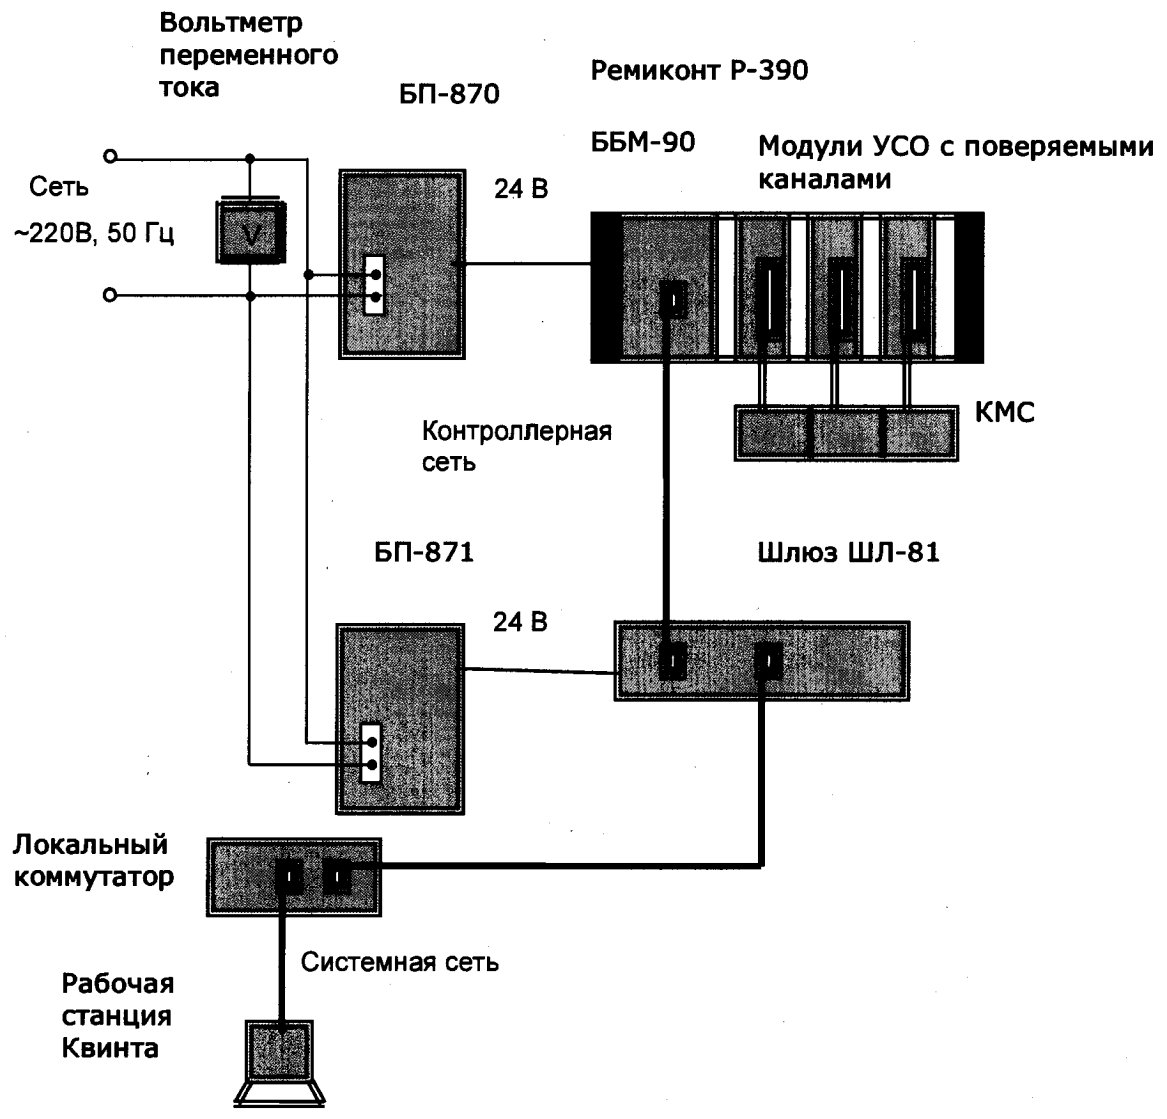 Вольтметр
переменного
тока
БП-870
Ремиконт Р-390
ББМ-90
Модули УСО с поверяемыми
каналами
Сеть
~220В, 50 Гц
V
24 В
КМС
Контроллерная
сеть
БП-871
Шлюз ШЛ-81
24 В
Локальный
коммутатор
Системная сеть
Рабочая
станция
Квинта